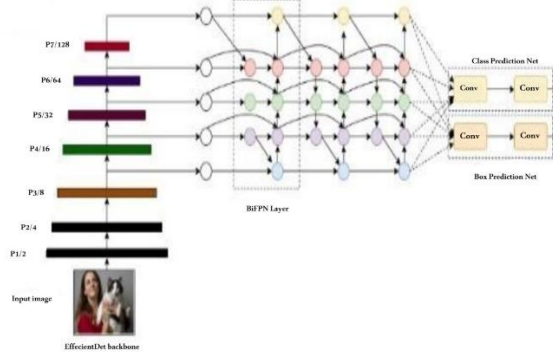 P7/128
P6/64
P5/32
P4/16
P3/8
P2/4
P1/2
Input image
EffecientDet backbone
BiFPN Layer
Class Prediction Net
Conv
Conv
Conv
Conv
Box Prediction Net